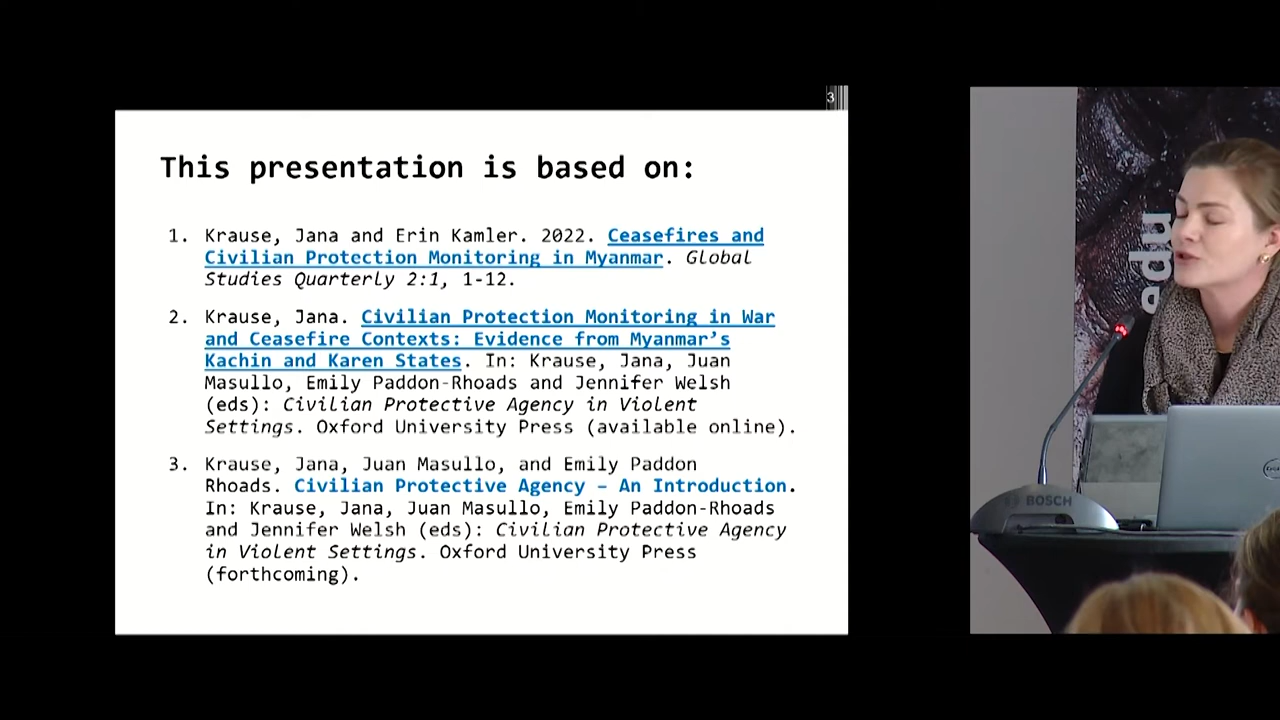 3
This presentation is based on:
1. Krause, Jana and Erin Kamler. 2022. Ceasefires and
Civilian Protection Monitoring in Myanmar. Global
Studies Quarterly 2:1, 1-12.
2. Krause, Jana. Civilian Protection Monitoring in War
and Ceasefire Contexts: Evidence from Myanmar’s
Kachin and Karen States. In: Krause, Jana, Juan
Masullo, Emily Paddon-Rhoads and Jennifer Welsh
(eds): Civilian Protective Agency in Violent
Settings. Oxford University Press (available online).
3. Krause, Jana, Juan Masullo, and Emily Paddon
Rhoads. Civilian Protective Agency – An Introduction.
In: Krause, Jana, Juan Masullo, Emily Paddon-Rhoads
and Jennifer Welsh (eds): Civilian Protective Agency
in Violent Settings. Oxford University Press
(forthcoming).
BOSCH